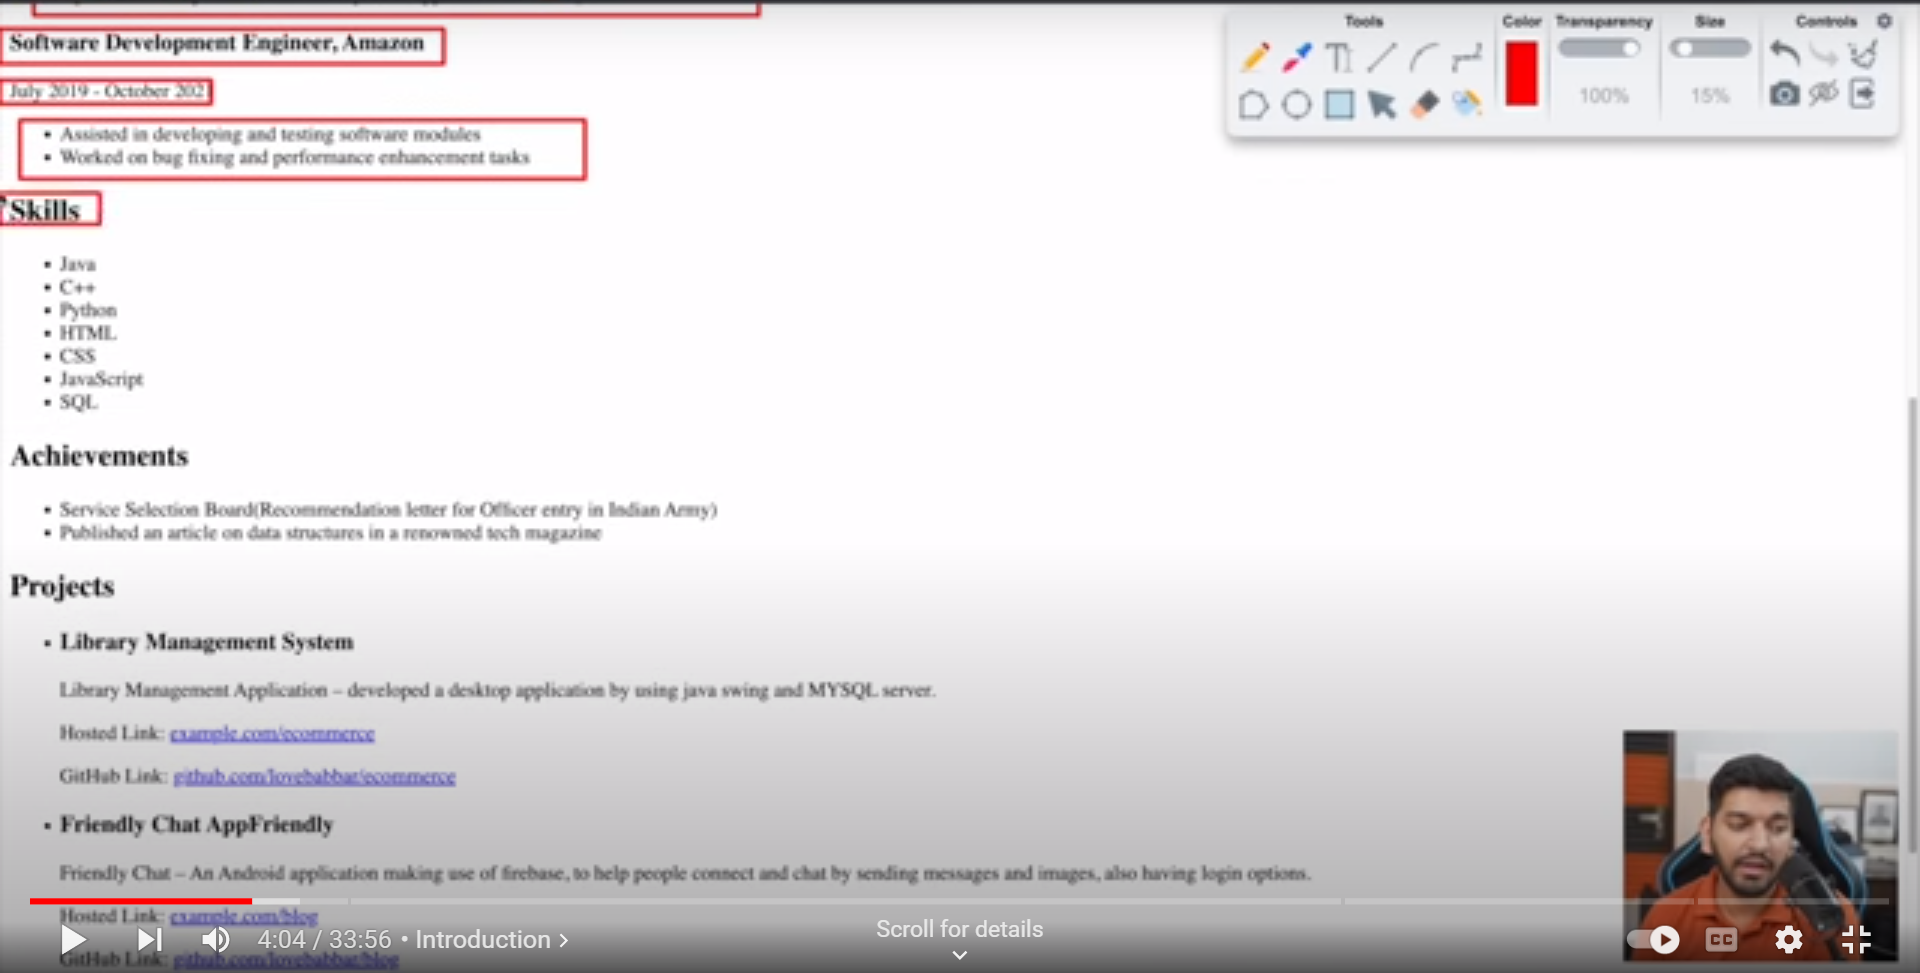 Tools
Color
Transparency
Size
Controls
100%
15%
Software Development Engineer, Amazon
July 2019 - October 202
• Assisted in developing and testing software modules
• Worked on bug fixing and performance enhancement tasks
Skills
• Java
• C++
• Python
• HTML
• CSS
• JavaScript
• SQL
Achievements
• Service Selection Board(Recommendation letter for Officer entry in Indian Army)
• Published an article on data structures in a renowned tech magazine
Projects
• Library Management System
Library Management Application – developed a desktop application by using java swing and MYSQL server.
Hosted Link: example.com/ecommerce
GitHub Link: github.com/lovebabbar/ecommerce
• Friendly Chat AppFriendly
Friendly Chat – An Android application making use of firebase, to help people connect and chat by sending messages and images, also having login options.
Hosted Link: example.com/blog
GitHub Link: github.com/lovebabbar/blog
4:04 / 33:56 • Introduction >
Scroll for details
CC